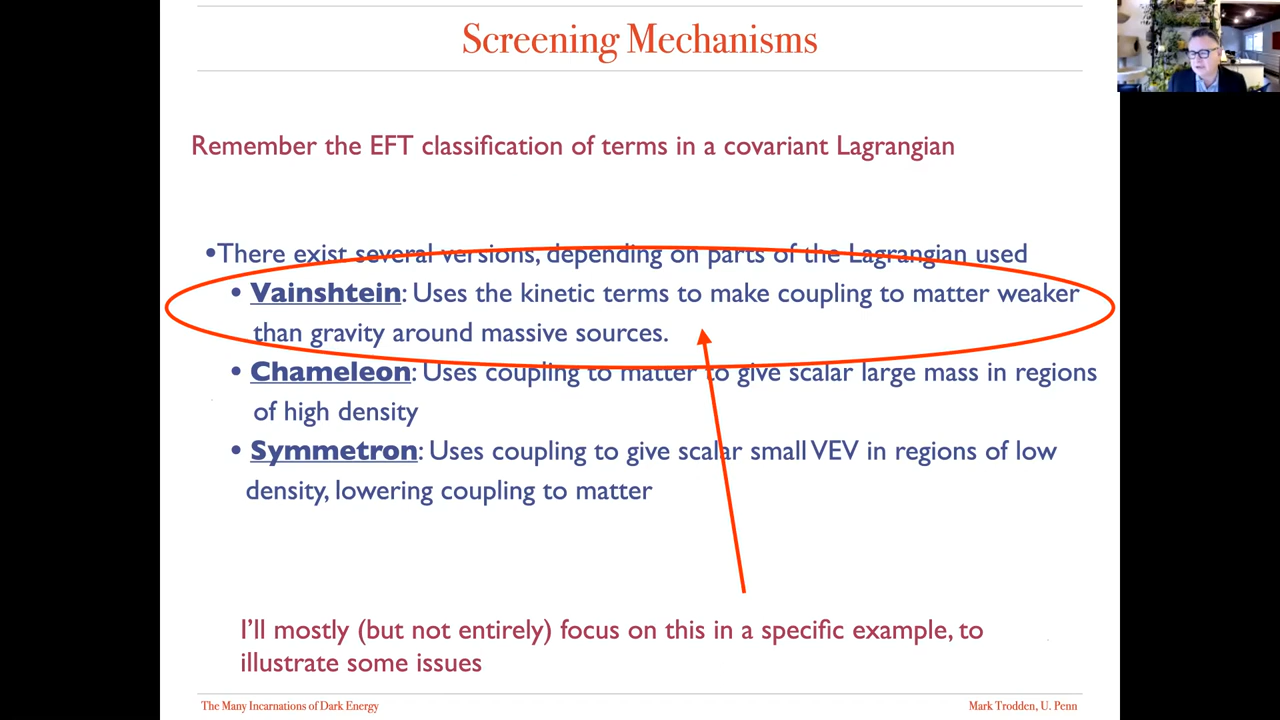 Screening Mechanisms
Remember the EFT classification of terms in a covariant Lagrangian
•There exist several versions, depending on parts of the Lagrangian used
• Vainshtein: Uses the kinetic terms to make coupling to matter weaker
than gravity around massive sources.
• Chameleon: Uses coupling to matter to give scalar large mass in regions
of high density
• Symmetron: Uses coupling to give scalar small VEV in regions of low
density, lowering coupling to matter
I'll mostly (but not entirely) focus on this in a specific example, to
illustrate some issues
The Many Incarnations of Dark Energy
Mark Trodden, U. Penn